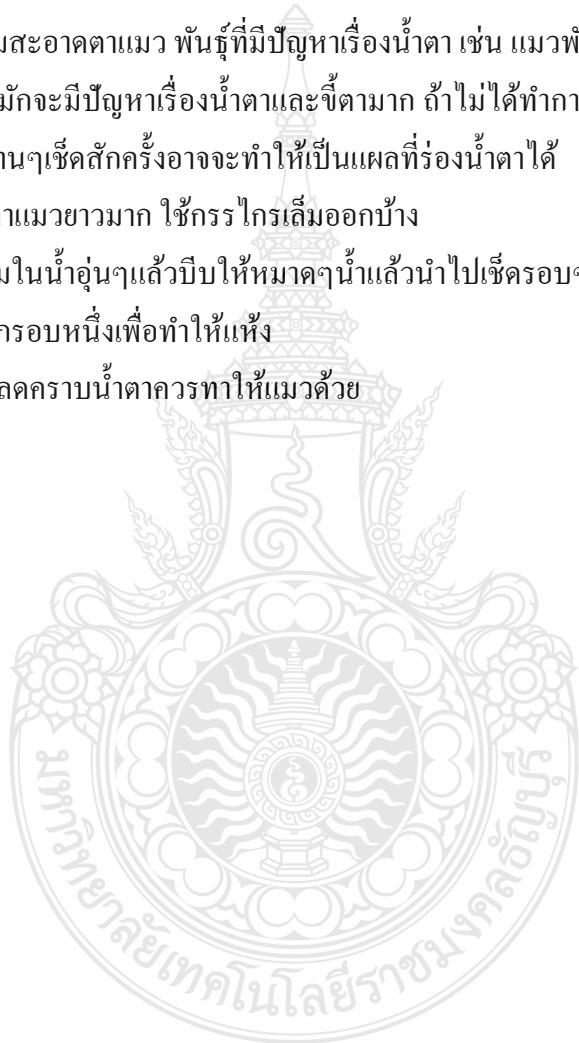 มสะอาดตาแมว พันธุ์ที่มีปัญหาเรื่องน้ำตา เช่น แมวพั
มักจะมีปัญหาเรื่องน้ำตาและขี้ตามาก ถ้าไม่ได้ทำกา
านๆเช็ดสักครั้งอาจจะทำให้เป็นแผลที่ร่องน้ำตาได้
าแมวยาวมาก ใช้กรรไกรเล็มออกบ้าง
มในน้ำอุ่นๆแล้วบีบให้หมาดๆน้ำแล้วนำไปเช็ดรอบๆ
กรอบหนึ่งเพื่อทำให้แห้ง
ลดคราบน้ำตาควรทาให้แมวด้วย
มหาวิทยาลัยเทคโนโลยีราชมงคลธัญบุรี